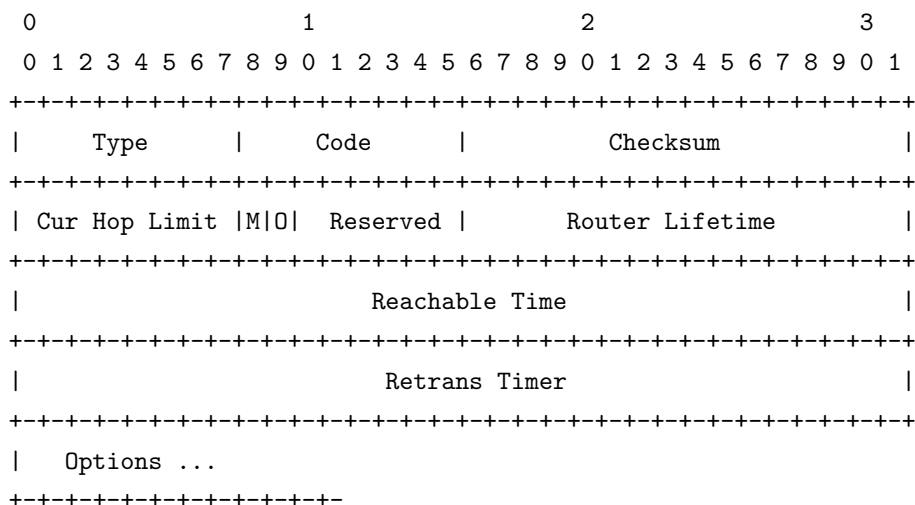 0                   1                   2                   3
0 1 2 3 4 5 6 7 8 9 0 1 2 3 4 5 6 7 8 9 0 1 2 3 4 5 6 7 8 9 0 1
+-+-+-+-+-+-+-+-+-+-+-+-+-+-+-+-+-+-+-+-+-+-+-+-+-+-+-+-+-+-+-+-+
|     Type      |     Code      |          Checksum             |
+-+-+-+-+-+-+-+-+-+-+-+-+-+-+-+-+-+-+-+-+-+-+-+-+-+-+-+-+-+-+-+-+
| Cur Hop Limit |M|O|  Reserved |       Router Lifetime         |
+-+-+-+-+-+-+-+-+-+-+-+-+-+-+-+-+-+-+-+-+-+-+-+-+-+-+-+-+-+-+-+-+
|                         Reachable Time                        |
+-+-+-+-+-+-+-+-+-+-+-+-+-+-+-+-+-+-+-+-+-+-+-+-+-+-+-+-+-+-+-+-+
|                          Retrans Timer                        |
+-+-+-+-+-+-+-+-+-+-+-+-+-+-+-+-+-+-+-+-+-+-+-+-+-+-+-+-+-+-+-+-+
|   Options ...
+-+-+-+-+-+-+-+-+-+-+-+-